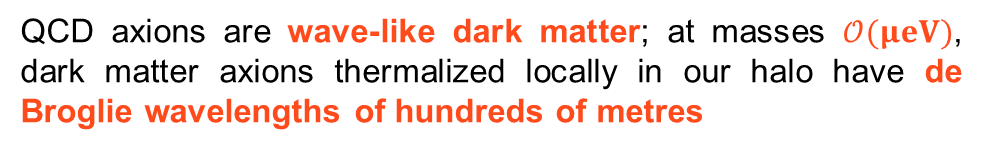 QCD axions are wave-like dark matter; at masses 𝒪(μeV),
dark matter axions thermalized locally in our halo have de
Broglie wavelengths of hundreds of metres